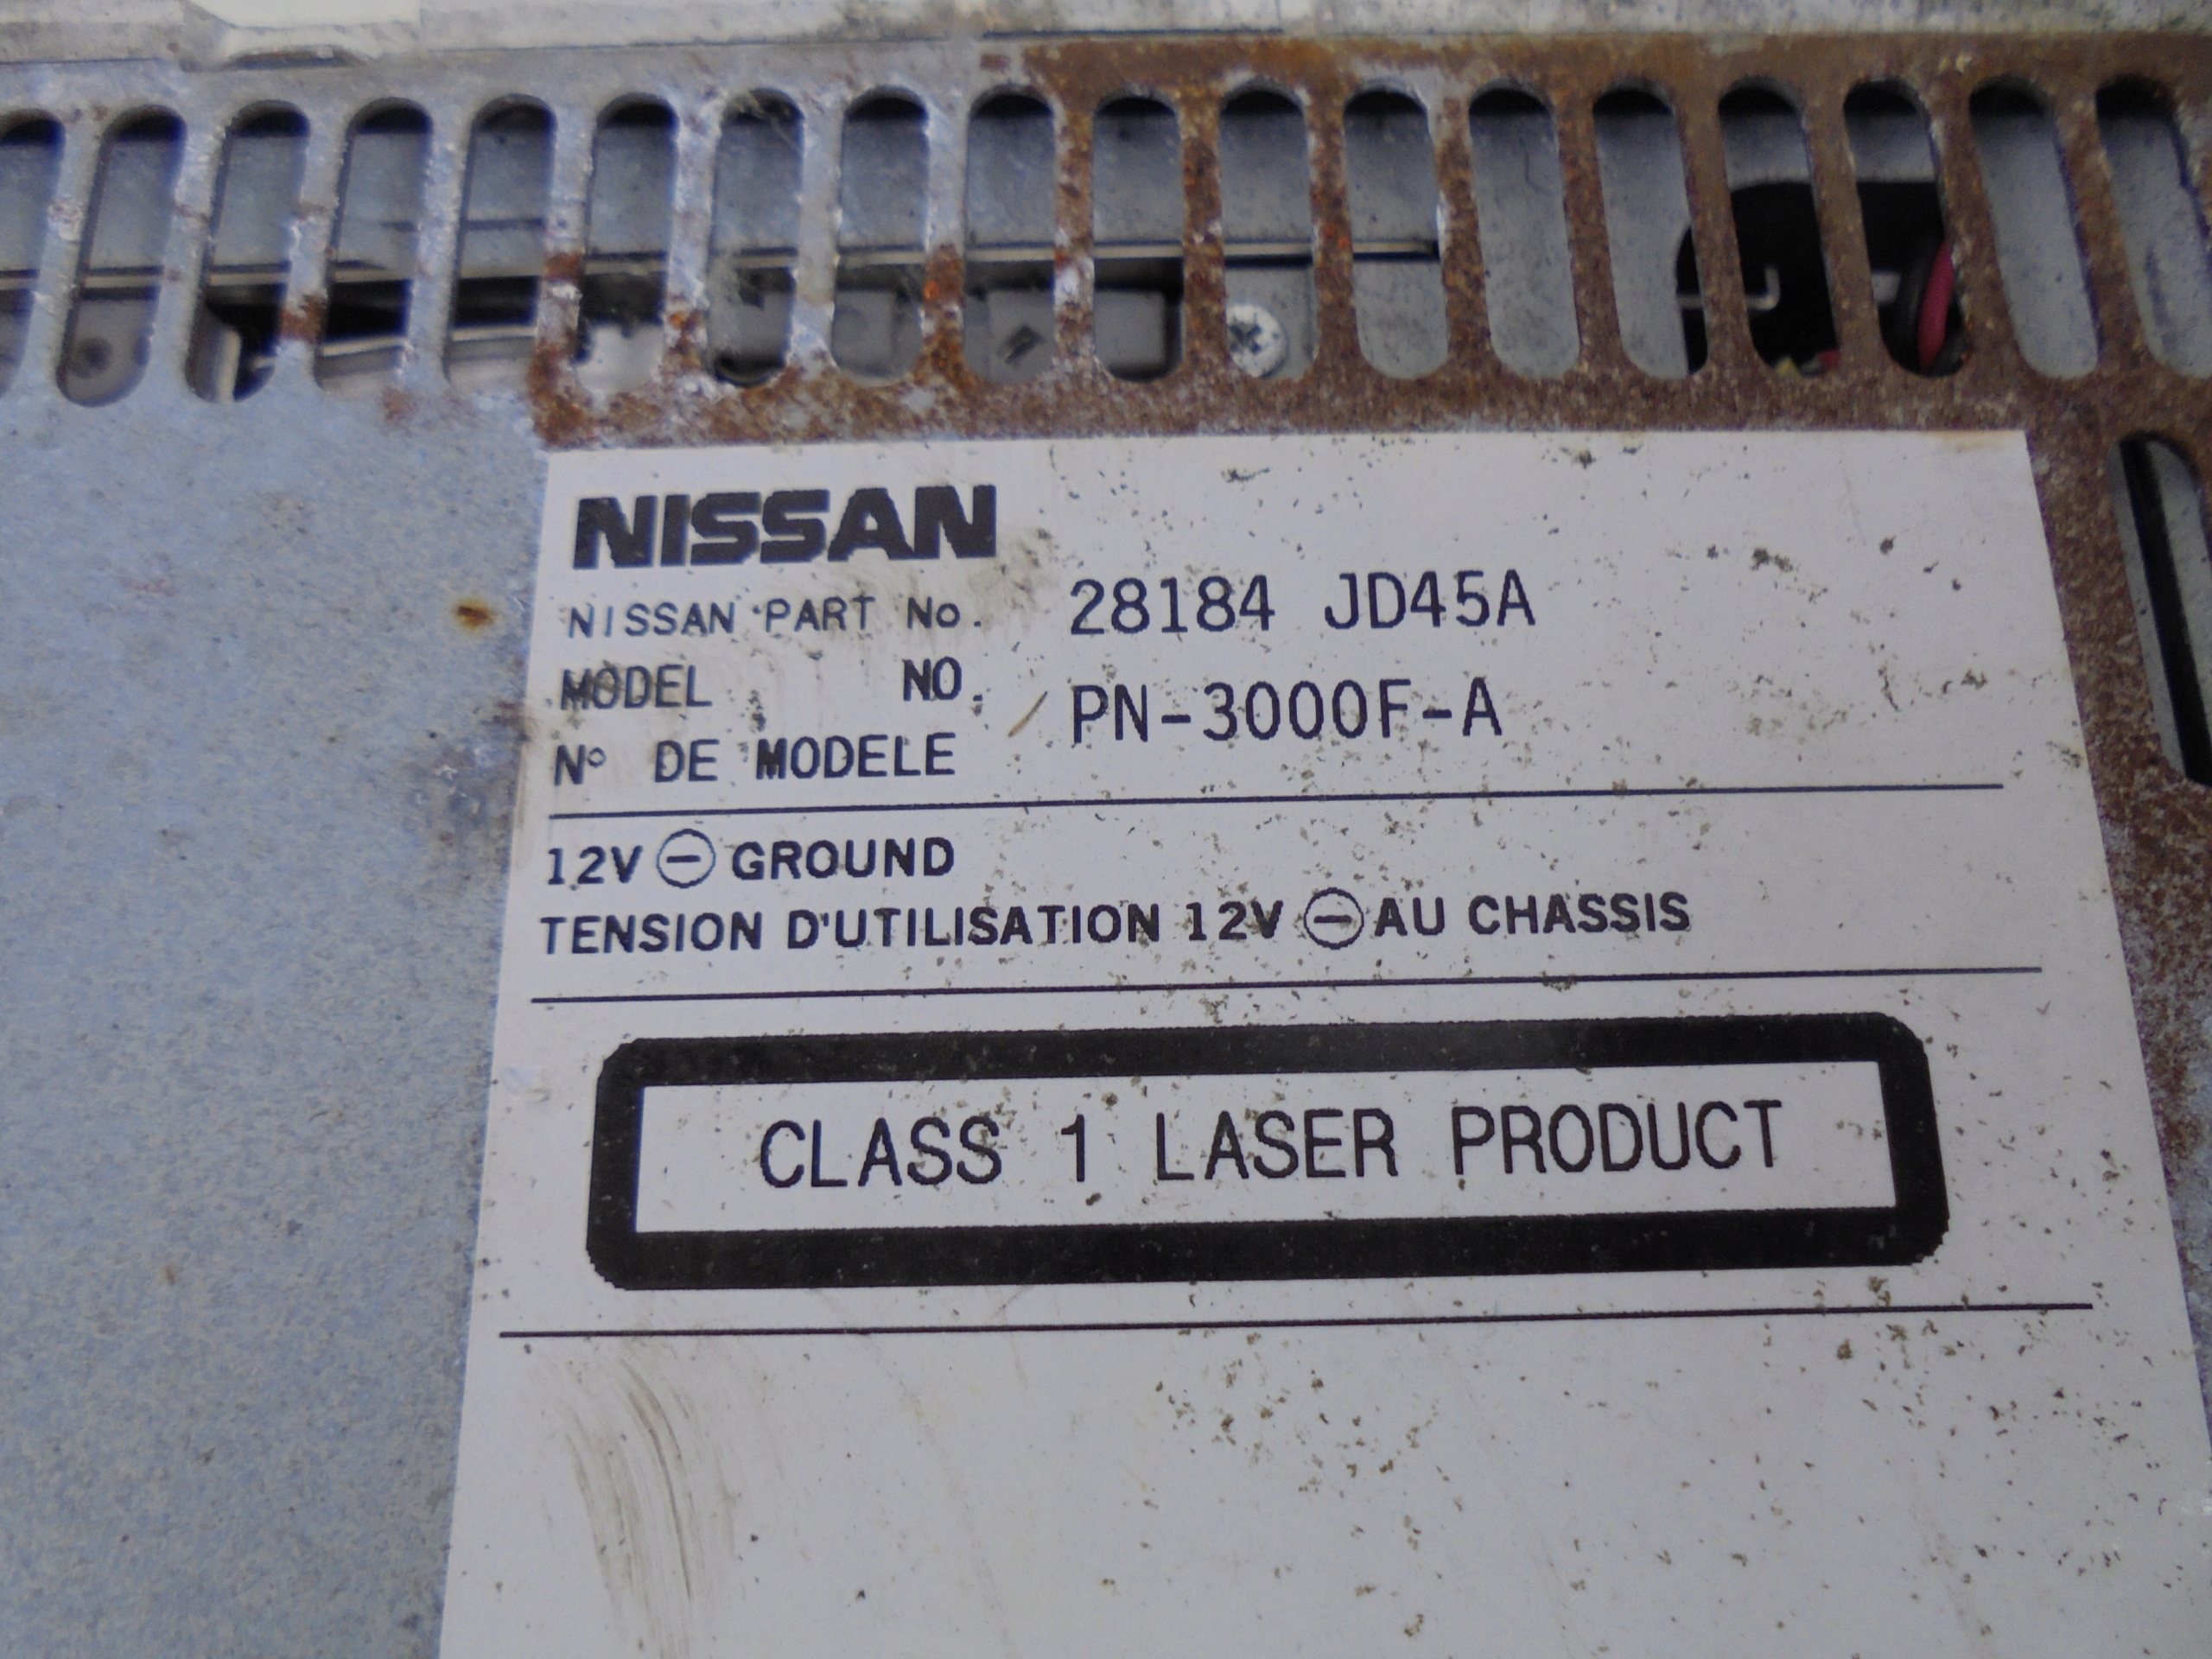 NISSAN
NISSAN PART No. 28184 JD45A
MODEL NO. PN-3000F-A
N° DE MODELE
12V ⊖ GROUND
TENSION D'UTILISATION 12V ⊖ AU CHASSIS
CLASS 1 LASER PRODUCT